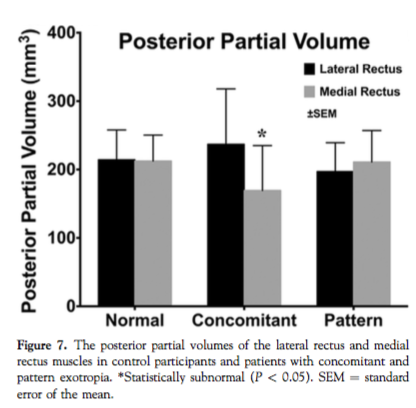 Posterior Partial Volume
Posterior Partial Volume (mm³)
400
300
200
100
0
Lateral Rectus
Medial Rectus
±SEM
*
Normal Concomitant Pattern
Figure 7. The posterior partial volumes of the lateral rectus and medial
rectus muscles in control participants and patients with concomitant and
pattern exotropia. *Statistically subnormal (P < 0.05). SEM = standard
error of the mean.